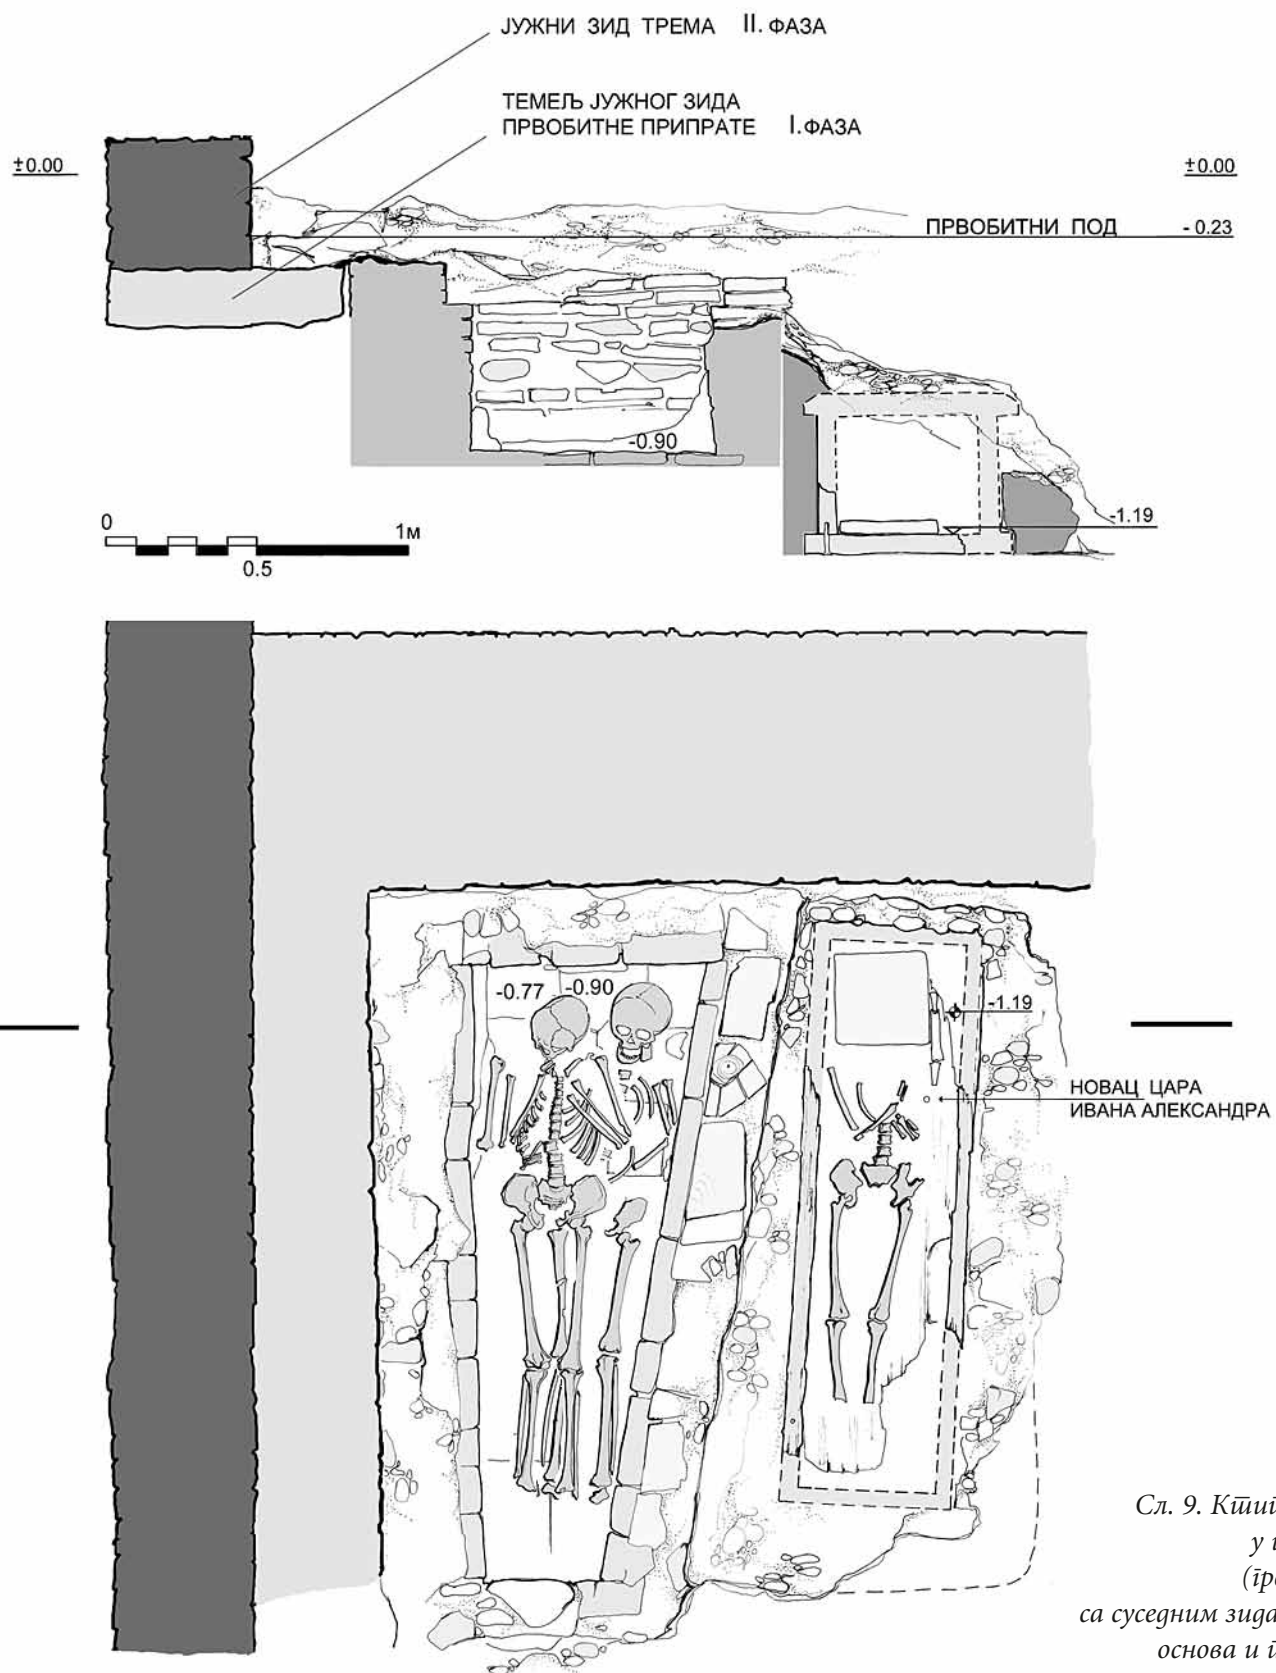 ЈУЖНИ ЗИД ТРЕМА II. ФАЗА
ТЕМЕЉ ЈУЖНОГ ЗИДА
ПРВОБИТНЕ ПРИПРАТЕ I. ФАЗА
±0.00
±0.00
ПРВОБИТНИ ПОД - 0.23
-0.90
-1.19
0
1м
0.5
-0.77 -0.90
-1.19
НОВАЦ ЦАРА
ИВАНА АЛЕКСАНДРА
Сл. 9.
у
са суседним
основа и